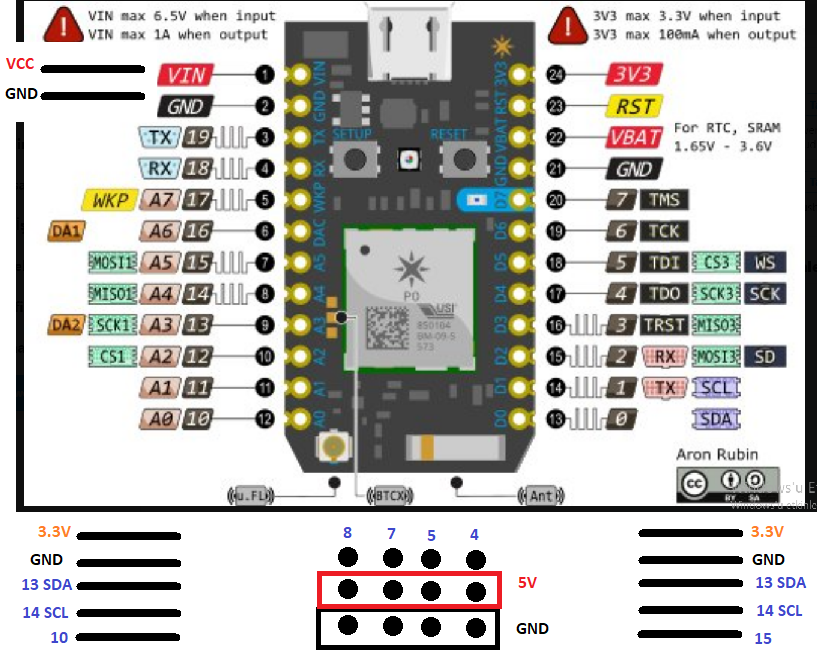 VIN max 6.5V when input
VIN max 1A when output
3V3 max 3.3V when input
3V3 max 100mA when output
VCC
GND
VIN 1 VIN
GND 2 GND
TX 19 3 TX
RX 18 4 RX
WKP A7 17 5 WKP
DA1 A6 16 6 DAC
MOSI1 A5 15 7 A5
MISO1 A4 14 8 A4
DA2 SCK1 A3 13 9 A3
CS1 A2 12 10 A2
A1 11 11 A1
A0 10 12 A0
SETUP RESET
P0
USI
850104
BM-09-S
S73
3V3 24 3V3
RST 23 RST
VBAT 22 VBAT
For RTC, SRAM
1.65V - 3.6V
GND 21 GND
D7 20 7 TMS
D6 19 6 TCK
D5 18 5 TDI CS3 WS
D4 17 4 TDO SCK3 SCK
D3 16 3 TRST MISO3
D2 15 2 RX MOSI3 SD
D1 14 1 TX SCL
D0 13 0 SDA
Aron Rubin
cc
BY SA
u.FL BTCX Ant
3.3V
GND
13 SDA
14 SCL
10
8 7 5 4
5V
GND
3.3V
GND
13 SDA
14 SCL
15